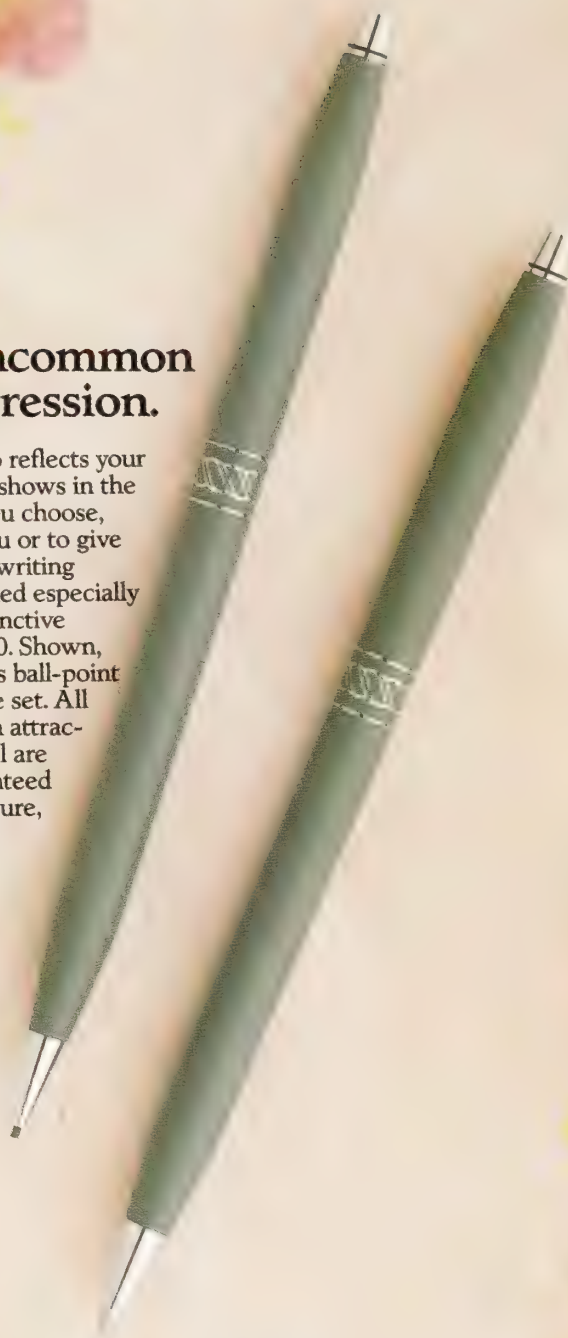 ncommon
ression.
reflects your
shows in the
u choose,
u or to give
writing
ed especially
nctive
0. Shown,
s ball-point
e set. All
attrac-
l are
nteed
ure,